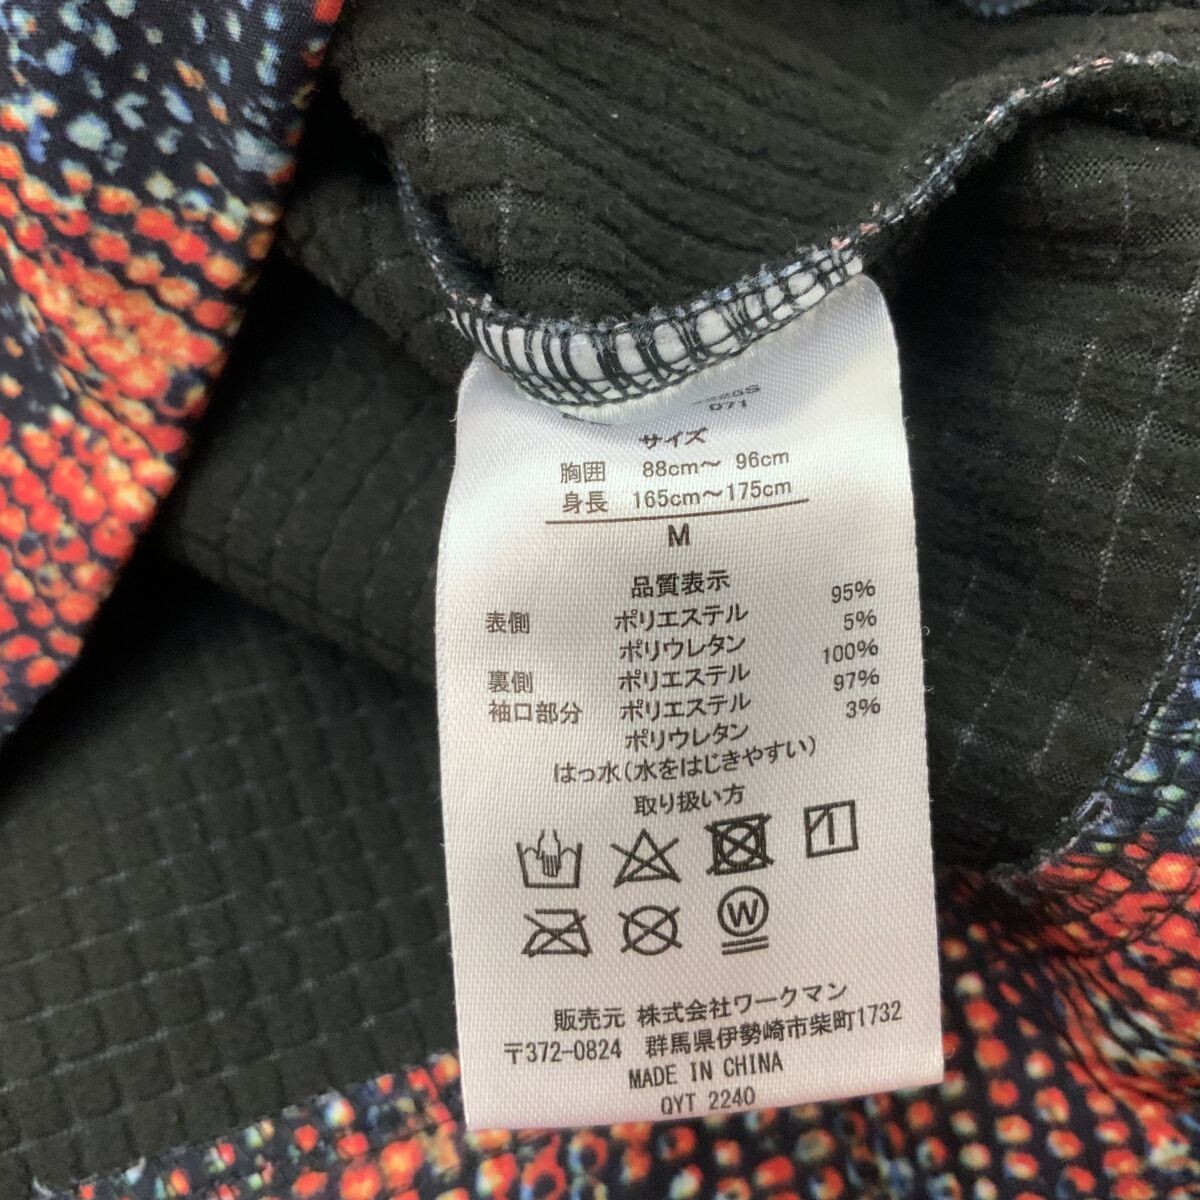 071
サイズ
胸囲 88cm～ 96cm
身長 165cm～175cm
M
品質表示
表側 ポリエステル 95%
ポリウレタン 5%
裏側 ポリエステル 100%
袖口部分 ポリエステル 97%
ポリウレタン 3%
はっ水(水をはじきやすい)
取り扱い方
W
販売元 株式会社ワークマン
〒372-0824 群馬県伊勢崎市柴町1732
MADE IN CHINA
QYT 2240